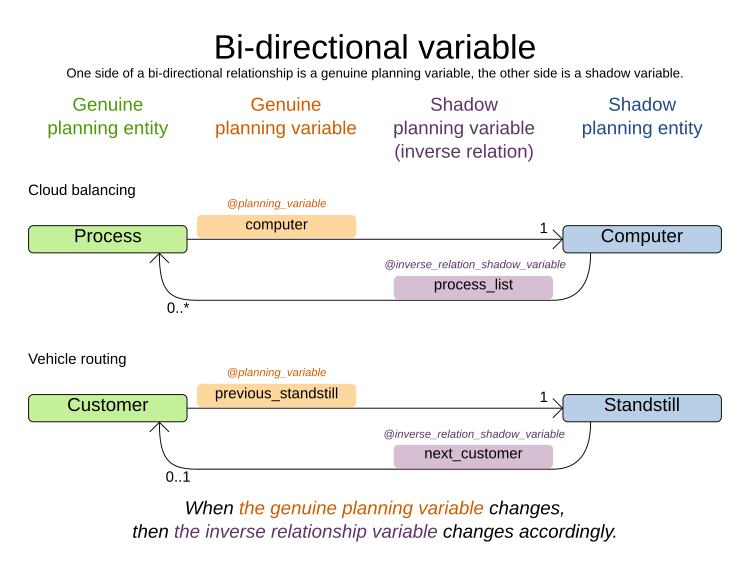 Bi-directional variable
One side of a bi-directional relationship is a genuine planning variable, the other side is a shadow variable.
Genuine planning entity
Genuine planning variable
Shadow planning variable (inverse relation)
Shadow planning entity
Cloud balancing
@planning_variable
computer
Process
1
Computer
@inverse_relation_shadow_variable
process_list
0..*
Vehicle routing
@planning_variable
previous_standstill
Customer
1
Standstill
@inverse_relation_shadow_variable
next_customer
0..1
When the genuine planning variable changes,
then the inverse relationship variable changes accordingly.